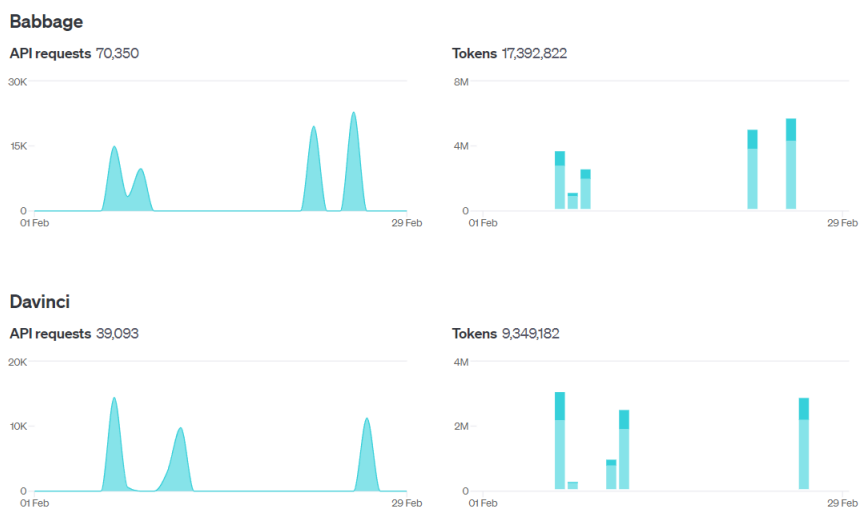 Babbage
API requests 70,350
30K
15K
0
01 Feb 29 Feb
Tokens 17,392,822
8M
4M
0
01 Feb 29 Feb
Davinci
API requests 39,093
20K
10K
0
01 Feb 29 Feb
Tokens 9,349,182
4M
2M
0
01 Feb 29 Feb